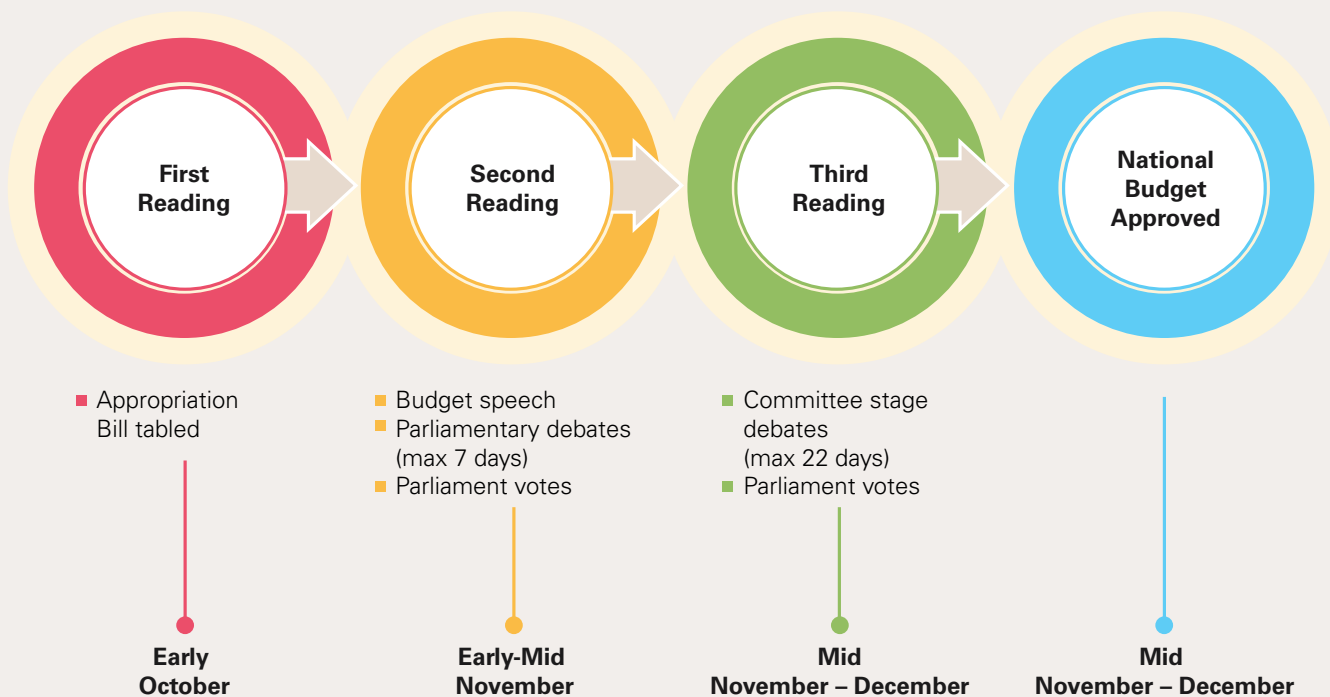 First
Reading
Second
Reading
Third
Reading
National
Budget
Approved
Appropriation
Bill tabled
Budget speech
Parliamentary debates
(max 7 days)
Parliament votes
Committee stage
debates
(max 22 days)
Parliament votes
Early
October
Early-Mid
November
Mid
November – December
Mid
November – December